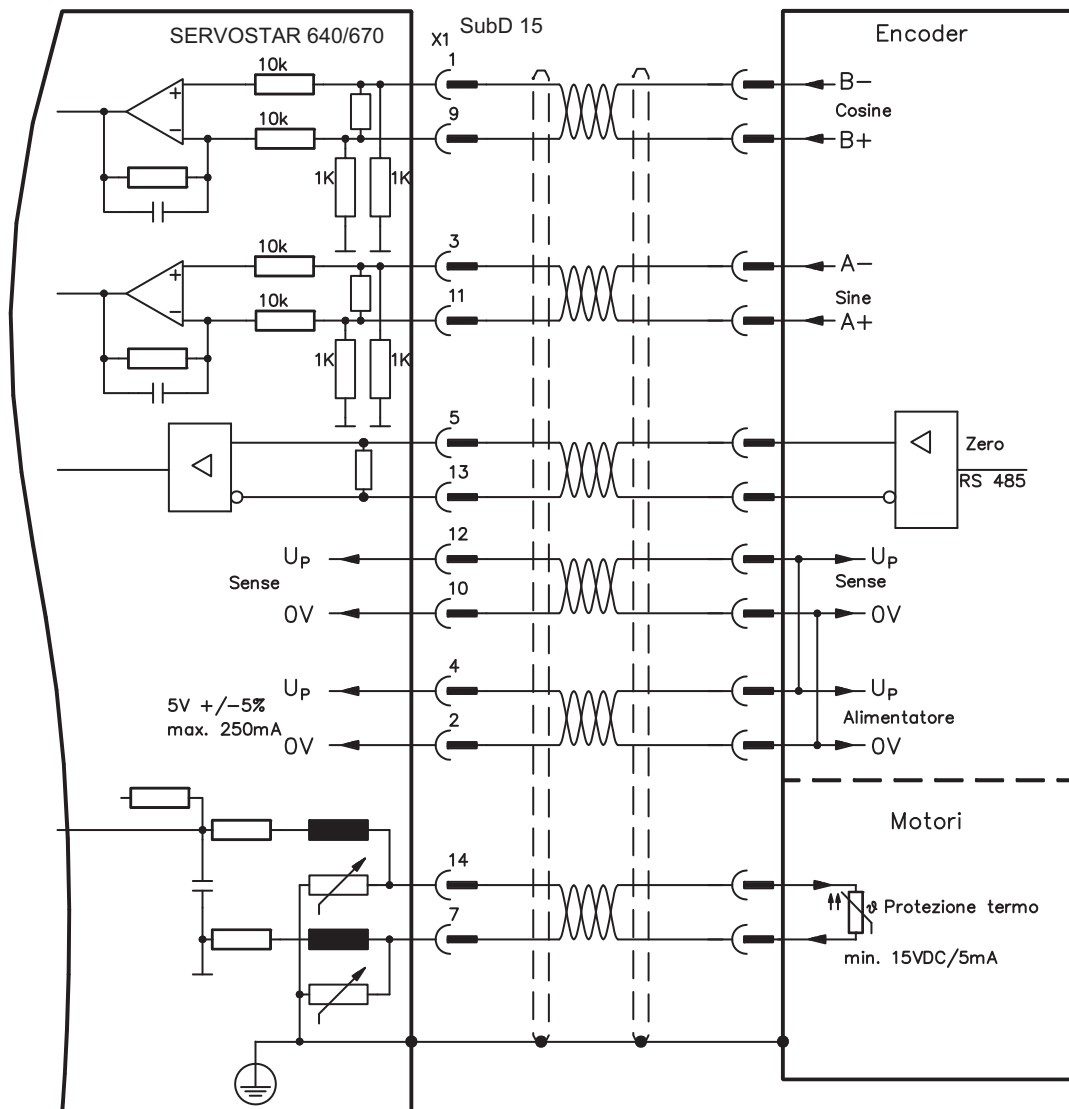 SERVOSTAR 640/670
SubD 15
X1
Encoder
10k
1
B−
Cosine
10k
9
B+
1K
1K
10k
3
A−
Sine
10k
11
A+
1K
1K
5
Zero
13
RS 485
UP
12
UP
Sense
Sense
0V
10
0V
UP
4
UP
5V +/−5%
max. 250mA
Alimentatore
0V
2
0V
Motori
14
ϑ Protezione termo
7
min. 15VDC/5mA
+
−
+
−